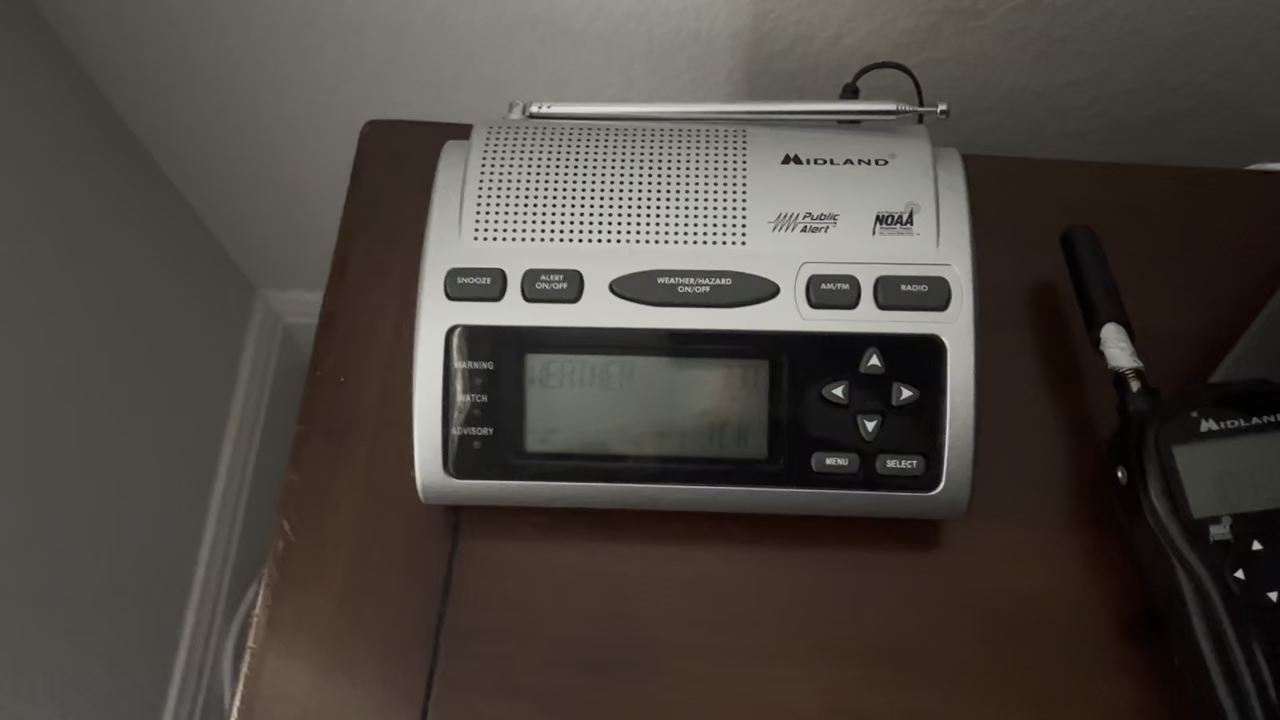 MIDLAND
Public
Alert
NOAA
SNOOZE
ALERT
ON/OFF
WEATHER/HAZARD
ON/OFF
AM/FM
RADIO
WARNING
WATCH
ADVISORY
WEATHER
MENU
SELECT
MIDLAND